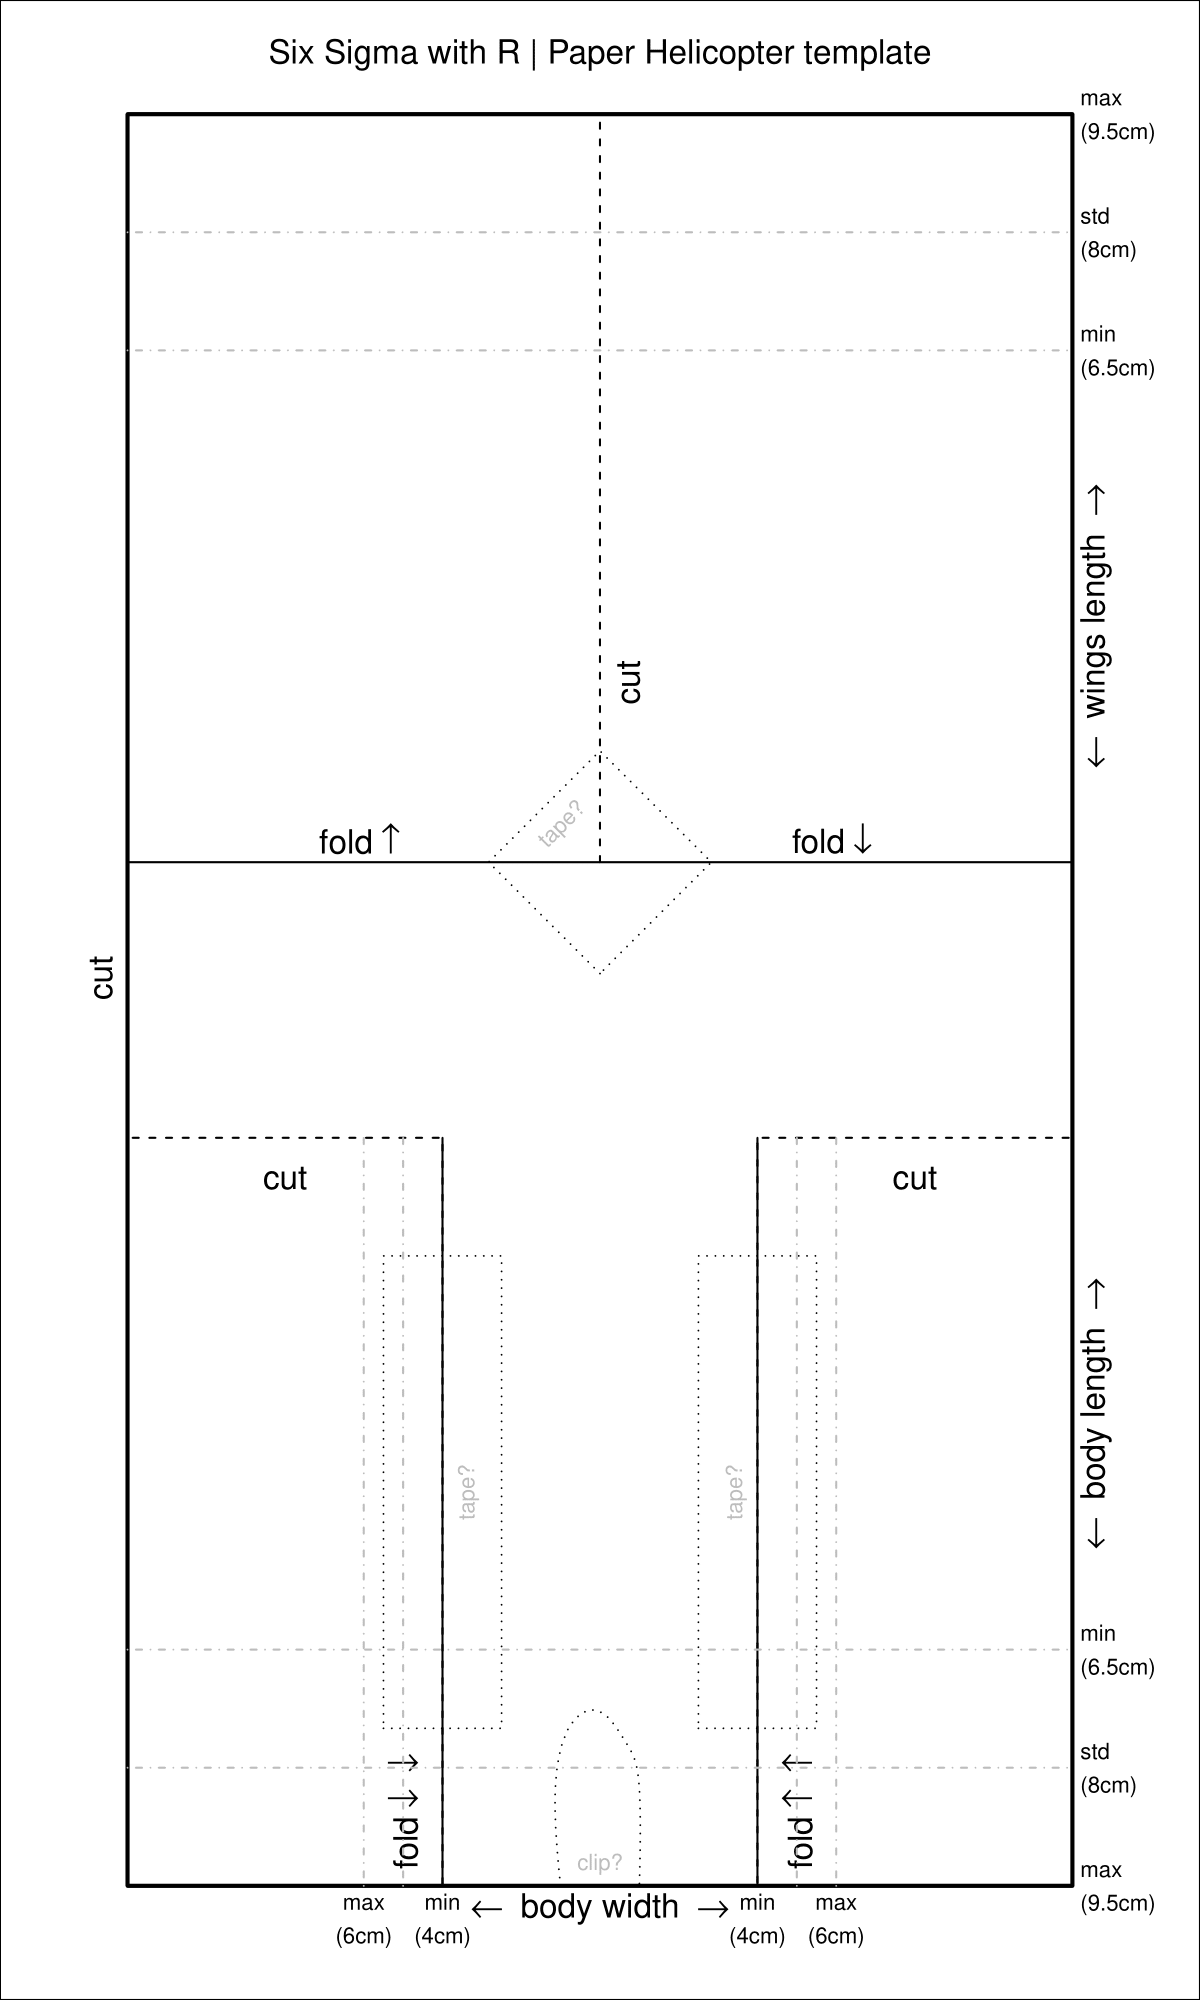 Six Sigma with R | Paper Helicopter template
max
(9.5cm)
std
(8cm)
min
(6.5cm)
← wings length →
cut
tape?
fold ↑
fold ↓
cut
cut
cut
← body length →
tape?
tape?
min
(6.5cm)
std
(8cm)
→
←
→
←
fold
fold
clip?
max
(9.5cm)
max
(6cm)
min
(4cm)
← body width →
min
(4cm)
max
(6cm)